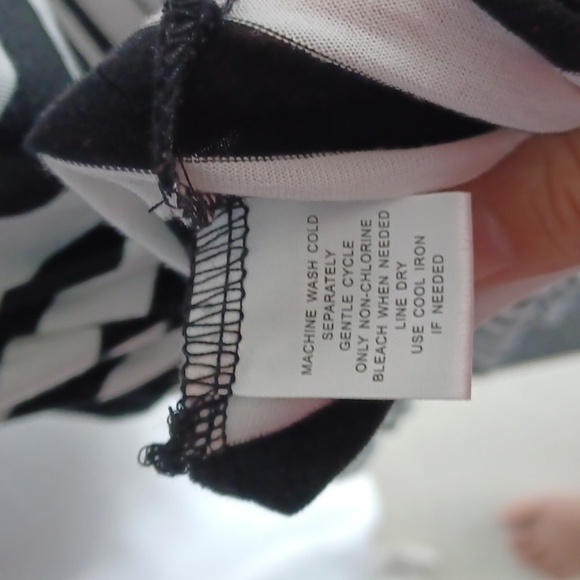 MACHINE WASH COLD
SEPARATELY
GENTLE CYCLE
ONLY NON-CHLORINE
BLEACH WHEN NEEDED
LINE DRY
USE COOL IRON
IF NEEDED